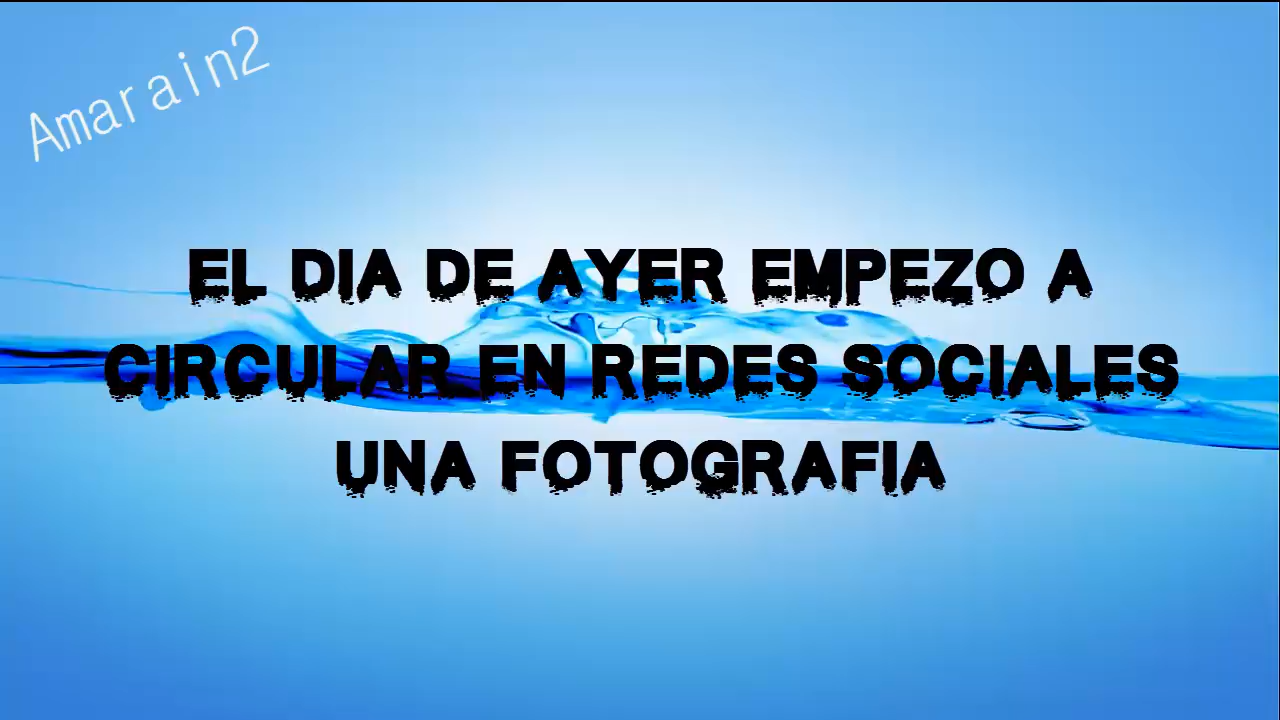 Amarain2
EL DIA DE AYER EMPEZO A
CIRCULAR EN REDES SOCIALES
UNA FOTOGRAFIA